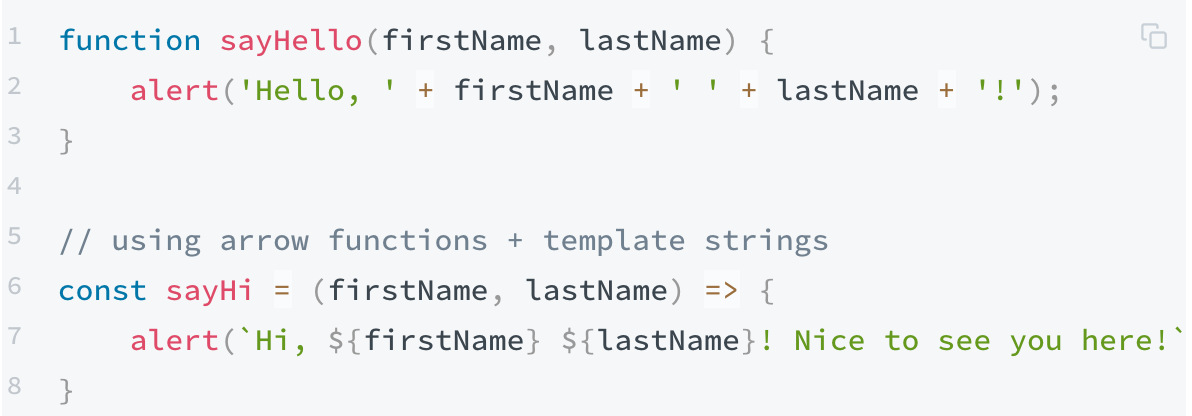 1 function sayHello(firstName, lastName) {
2     alert('Hello, ' + firstName + ' ' + lastName + '!');
3 }
4
5 // using arrow functions + template strings
6 const sayHi = (firstName, lastName) => {
7     alert(`Hi, ${firstName} ${lastName}! Nice to see you here!`
8 }